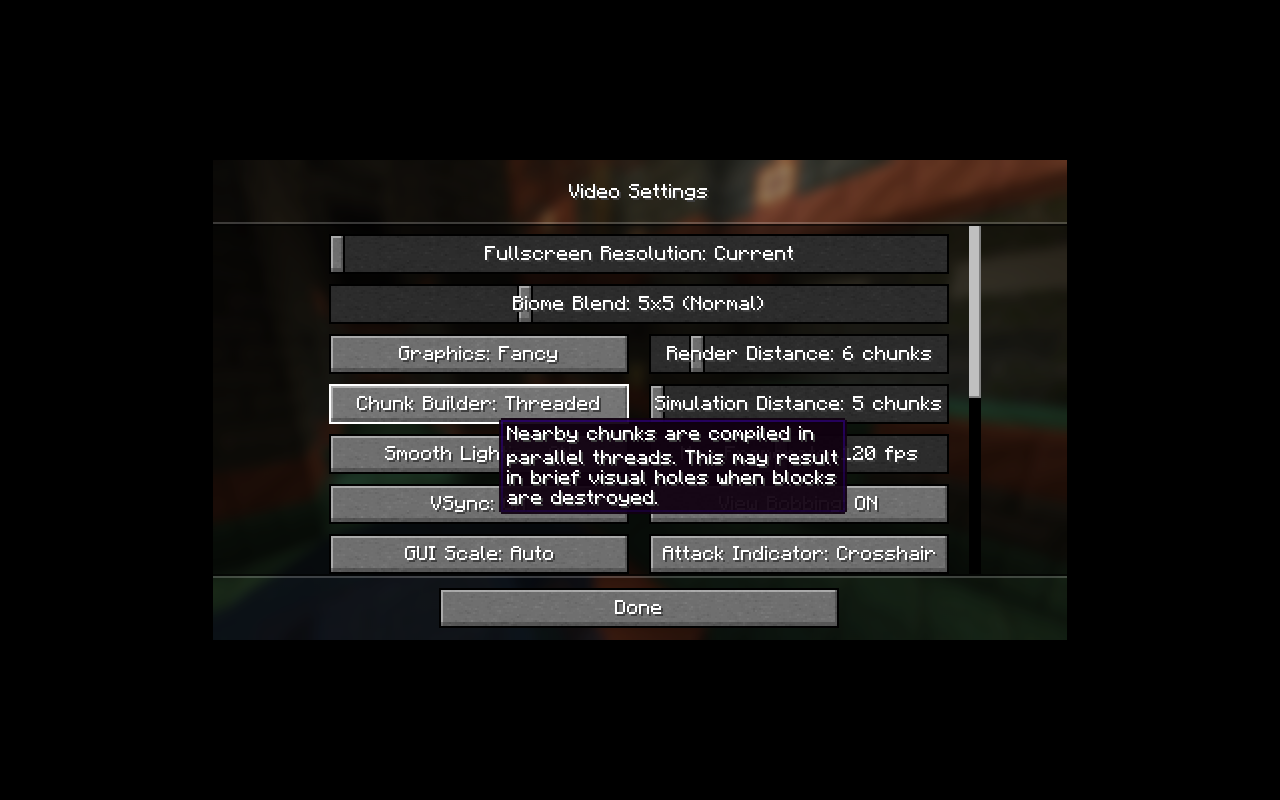 Video Settings
Fullscreen Resolution: Current
Biome Blend: 5x5 (Normal)
Graphics: Fancy
Render Distance: 6 chunks
Chunk Builder: Threaded
Simulation Distance: 5 chunks
Nearby chunks are compiled in
parallel threads. This may result
in brief visual holes when blocks
are destroyed.
Smooth
20 fps
VSync:
View Bobbing: ON
GUI Scale: Auto
Attack Indicator: Crosshair
Done